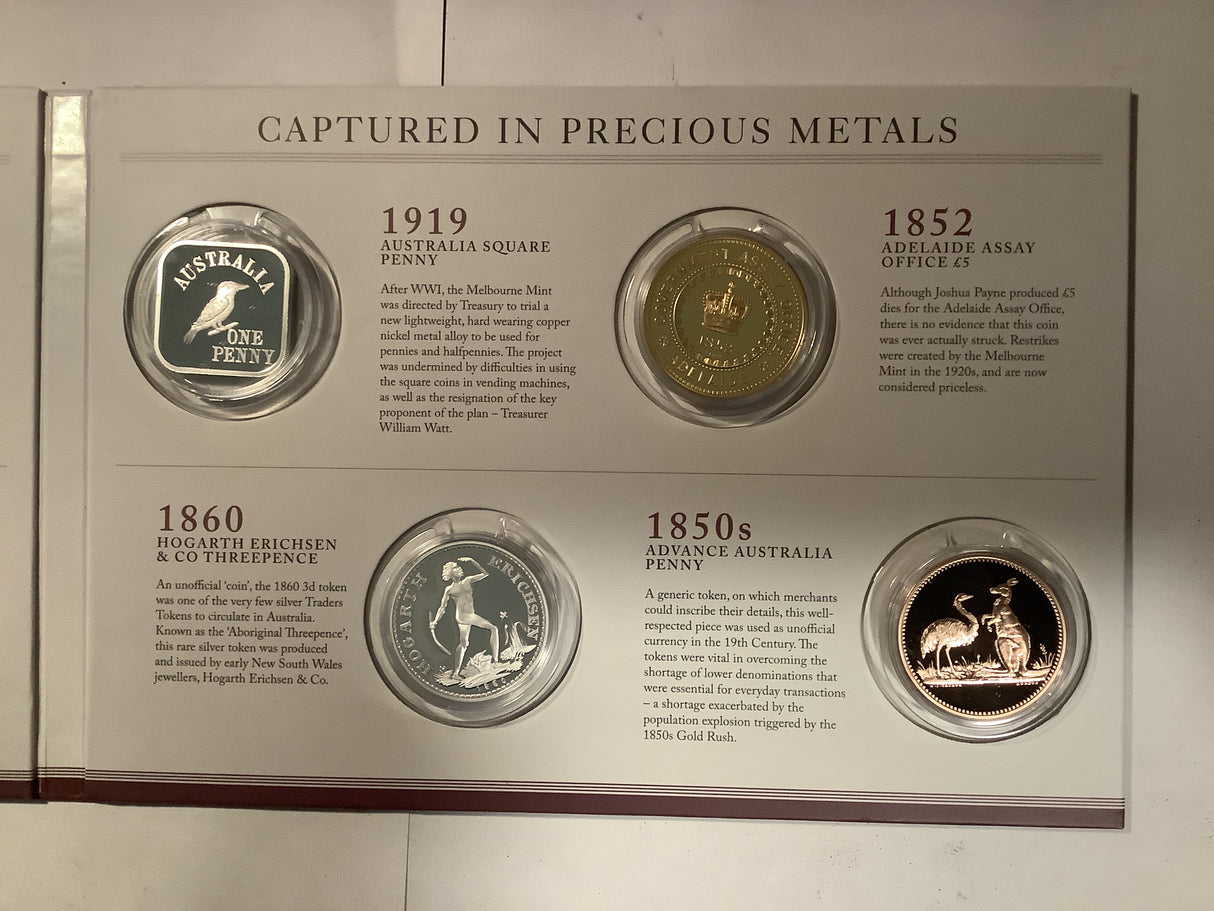 CAPTURED IN PRECIOUS METALS
AUSTRALIA
ONE
PENNY
1919
AUSTRALIA SQUARE
PENNY
After WWI, the Melbourne Mint
was directed by Treasury to trial a
new lightweight, hard wearing copper
nickel metal alloy to be used for
pennies and halfpennies. The project
was undermined by difficulties in using
the square coins in vending machines,
as well as the resignation of the key
proponent of the plan – Treasurer
William Watt.
GOVERNMENT ASSAY OFFICE
1852
ADELAIDE
1852
ADELAIDE ASSAY
OFFICE £5
Although Joshua Payne produced £5
dies for the Adelaide Assay Office,
there is no evidence that this coin
was ever actually struck. Restrikes
were created by the Melbourne
Mint in the 1920s, and are now
considered priceless.
1860
HOGARTH ERICHSEN
& CO THREEPENCE
An unofficial ‘coin’, the 1860 3d token
was one of the very few silver Traders
Tokens to circulate in Australia.
Known as the ‘Aboriginal Threepence’,
this rare silver token was produced
and issued by early New South Wales
jewellers, Hogarth Erichsen & Co.
HOGARTH ERICHSEN
1860
1850s
ADVANCE AUSTRALIA
PENNY
A generic token, on which merchants
could inscribe their details, this well-
respected piece was used as unofficial
currency in the 19th Century. The
tokens were vital in overcoming the
shortage of lower denominations that
were essential for everyday transactions
– a shortage exacerbated by the
population explosion triggered by the
1850s Gold Rush.